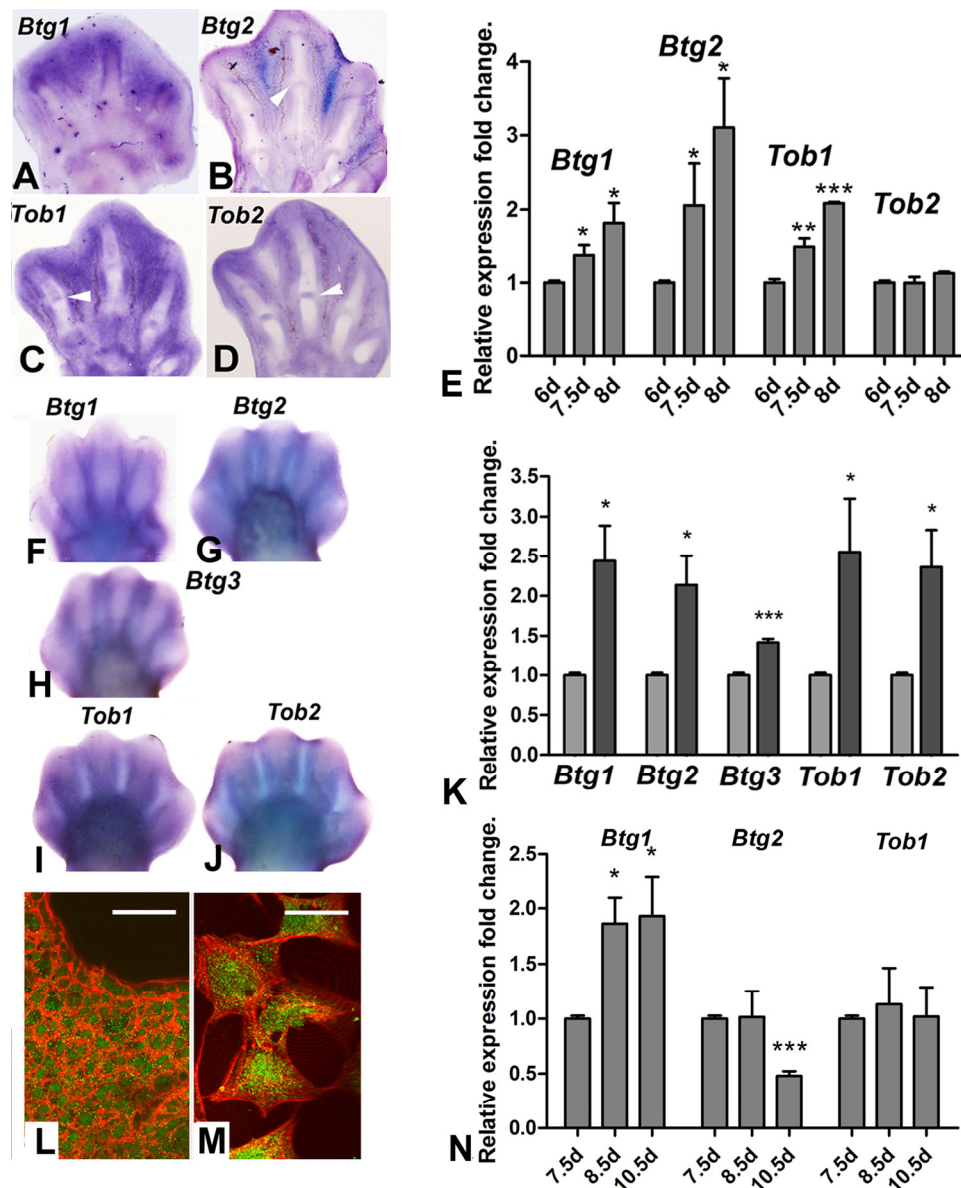 Btg1
Btg2
A
B
Tob1
Tob2
C
D
Relative expression fold change.
4
3
2
1
0
Btg1
Btg2
Tob1
Tob2
* * * * ** ***
6d 7.5d 8d 6d 7.5d 8d 6d 7.5d 8d 6d 7.5d 8d
E
Btg1
Btg2
F
G
Btg3
H
Tob1
Tob2
I
J
Relative expression fold change.
3.5
3.0
2.5
2.0
1.5
1.0
0.5
0.0
* * *** * *
Btg1 Btg2 Btg3 Tob1 Tob2
K
L
M
Relative expression fold change.
2.5
2.0
1.5
1.0
0.5
0.0
Btg1
Btg2
Tob1
* * ***
7.5d 8.5d 10.5d 7.5d 8.5d 10.5d 7.5d 8.5d 10.5d
N